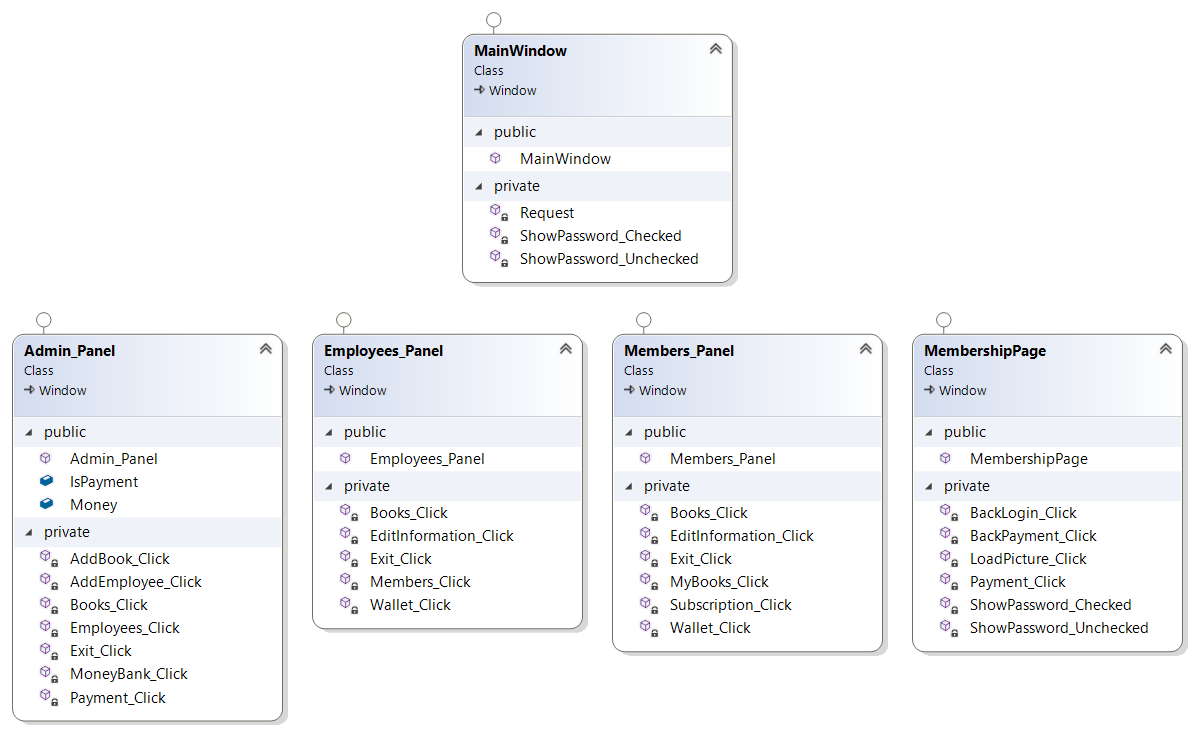 MainWindow
Class
Window
public
MainWindow
private
Request
ShowPassword_Checked
ShowPassword_Unchecked
Admin_Panel
Class
Window
public
Admin_Panel
IsPayment
Money
private
AddBook_Click
AddEmployee_Click
Books_Click
Employees_Click
Exit_Click
MoneyBank_Click
Payment_Click
Employees_Panel
Class
Window
public
Employees_Panel
private
Books_Click
EditInformation_Click
Exit_Click
Members_Click
Wallet_Click
Members_Panel
Class
Window
public
Members_Panel
private
Books_Click
EditInformation_Click
Exit_Click
MyBooks_Click
Subscription_Click
Wallet_Click
MembershipPage
Class
Window
public
MembershipPage
private
BackLogin_Click
BackPayment_Click
LoadPicture_Click
Payment_Click
ShowPassword_Checked
ShowPassword_Unchecked